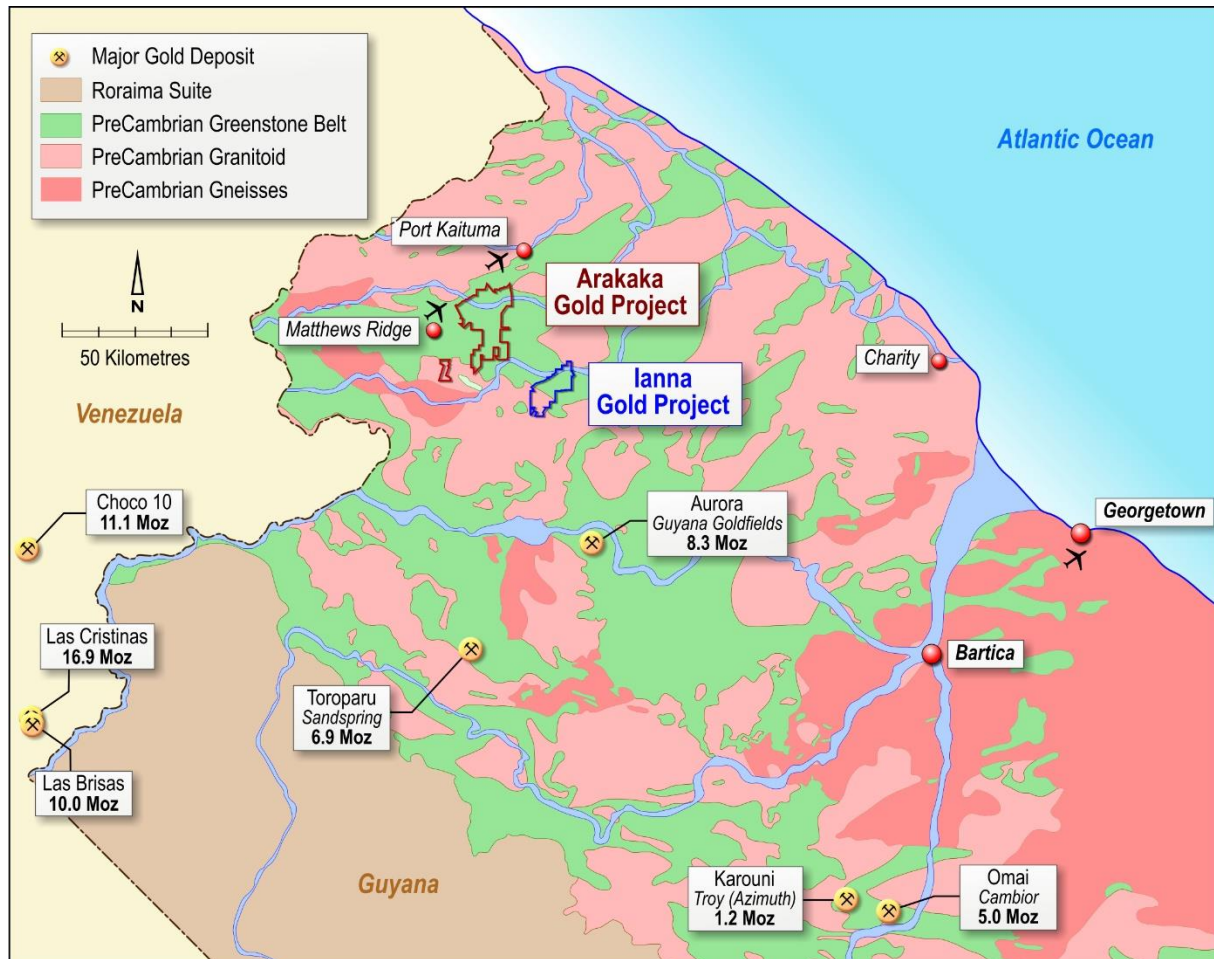 Major Gold Deposit
Roraima Suite
PreCambrian Greenstone Belt
PreCambrian Granitoid
PreCambrian Gneisses
N
50 Kilometres
Atlantic Ocean
Port Kaituma
Arakaka
Gold Project
Matthews Ridge
Ianna
Gold Project
Charity
Venezuela
Choco 10
11.1 Moz
Aurora
Guyana Goldfields
8.3 Moz
Georgetown
Las Cristinas
16.9 Moz
Bartica
Toroparu
Sandspring
6.9 Moz
Las Brisas
10.0 Moz
Guyana
Karouni
Troy (Azimuth)
1.2 Moz
Omai
Cambior
5.0 Moz